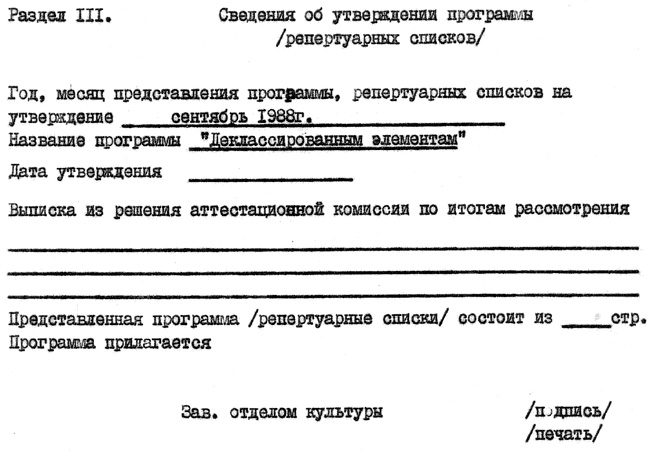 Раздел III. Сведения об утверждении программы
/репертуарных списков/
Год, месяц представления программы, репертуарных списков на
утверждение сентябрь 1988г.
Название программы "Деклассированным элементам"
Дата утверждения
Выписка из решения аттестационной комиссии по итогам рассмотрения
Представленная программа /репертуарные списки/ состоит из ____стр.
Программа прилагается
Зав. отделом культуры /подпись/
/печать/